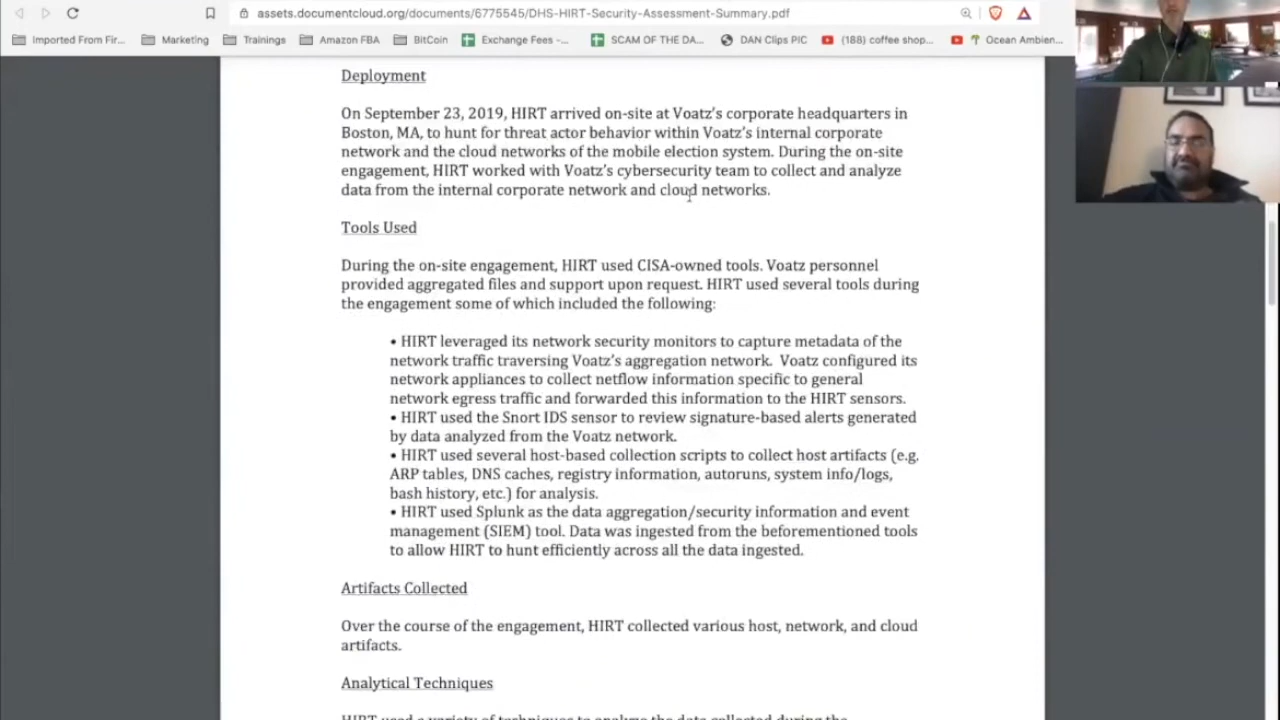 assets.documentcloud.org/documents/6775545/DHS-HIRT-Security-Assessment-Summary.pdf
Imported From Fir... Marketing Trainings Amazon FBA BitCoin Exchange Fees -... SCAM OF THE DA... DAN Clips PIC (188) coffee shop... Ocean Ambien...
Deployment
On September 23, 2019, HIRT arrived on-site at Voatz's corporate headquarters in
Boston, MA, to hunt for threat actor behavior within Voatz's internal corporate
network and the cloud networks of the mobile election system. During the on-site
engagement, HIRT worked with Voatz's cybersecurity team to collect and analyze
data from the internal corporate network and cloud networks.
Tools Used
During the on-site engagement, HIRT used CISA-owned tools. Voatz personnel
provided aggregated files and support upon request. HIRT used several tools during
the engagement some of which included the following:
• HIRT leveraged its network security monitors to capture metadata of the
network traffic traversing Voatz's aggregation network. Voatz configured its
network appliances to collect netflow information specific to general
network egress traffic and forwarded this information to the HIRT sensors.
• HIRT used the Snort IDS sensor to review signature-based alerts generated
by data analyzed from the Voatz network.
• HIRT used several host-based collection scripts to collect host artifacts (e.g.
ARP tables, DNS caches, registry information, autoruns, system info/logs,
bash history, etc.) for analysis.
• HIRT used Splunk as the data aggregation/security information and event
management (SIEM) tool. Data was ingested from the beforementioned tools
to allow HIRT to hunt efficiently across all the data ingested.
Artifacts Collected
Over the course of the engagement, HIRT collected various host, network, and cloud
artifacts.
Analytical Techniques
HIRT used a variety of techniques to analyze the data collected during the